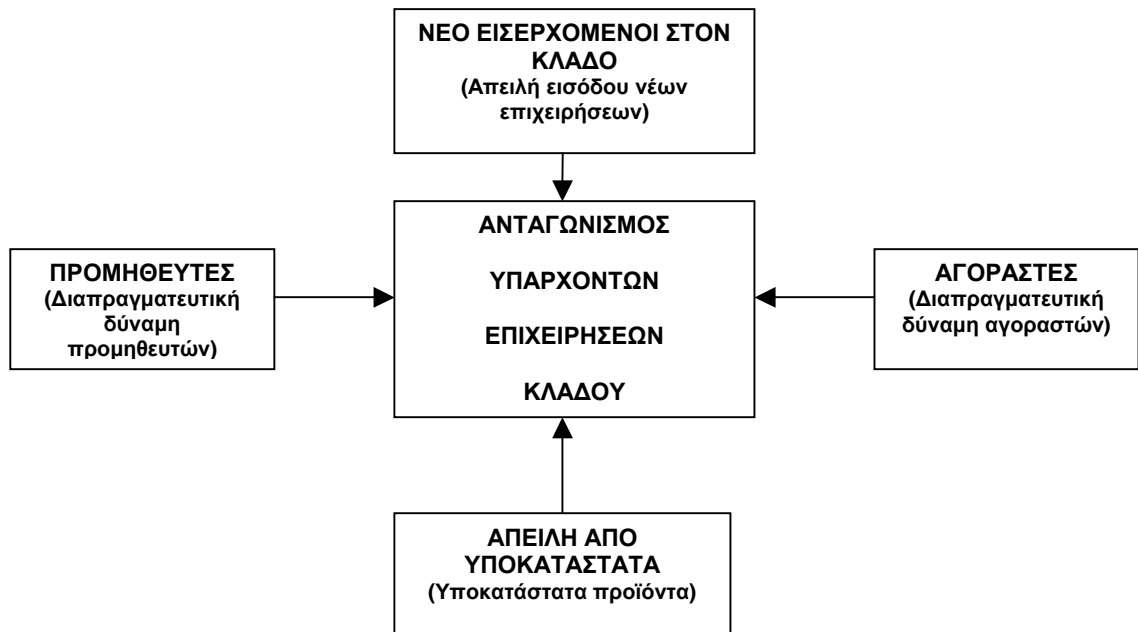 ΝΕΟ ΕΙΣΕΡΧΟΜΕΝΟΙ ΣΤΟΝ
ΚΛΑΔΟ
(Απειλή εισόδου νέων
επιχειρήσεων)
ΠΡΟΜΗΘΕΥΤΕΣ
(Διαπραγματευτική
δύναμη
προμηθευτών)
ΑΝΤΑΓΩΝΙΣΜΟΣ
ΥΠΑΡΧΟΝΤΩΝ
ΕΠΙΧΕΙΡΗΣΕΩΝ
ΚΛΑΔΟΥ
ΑΓΟΡΑΣΤΕΣ
(Διαπραγματευτική
δύναμη αγοραστών)
ΑΠΕΙΛΗ ΑΠΟ
ΥΠΟΚΑΤΑΣΤΑΤΑ
(Υποκατάστατα προϊόντα)